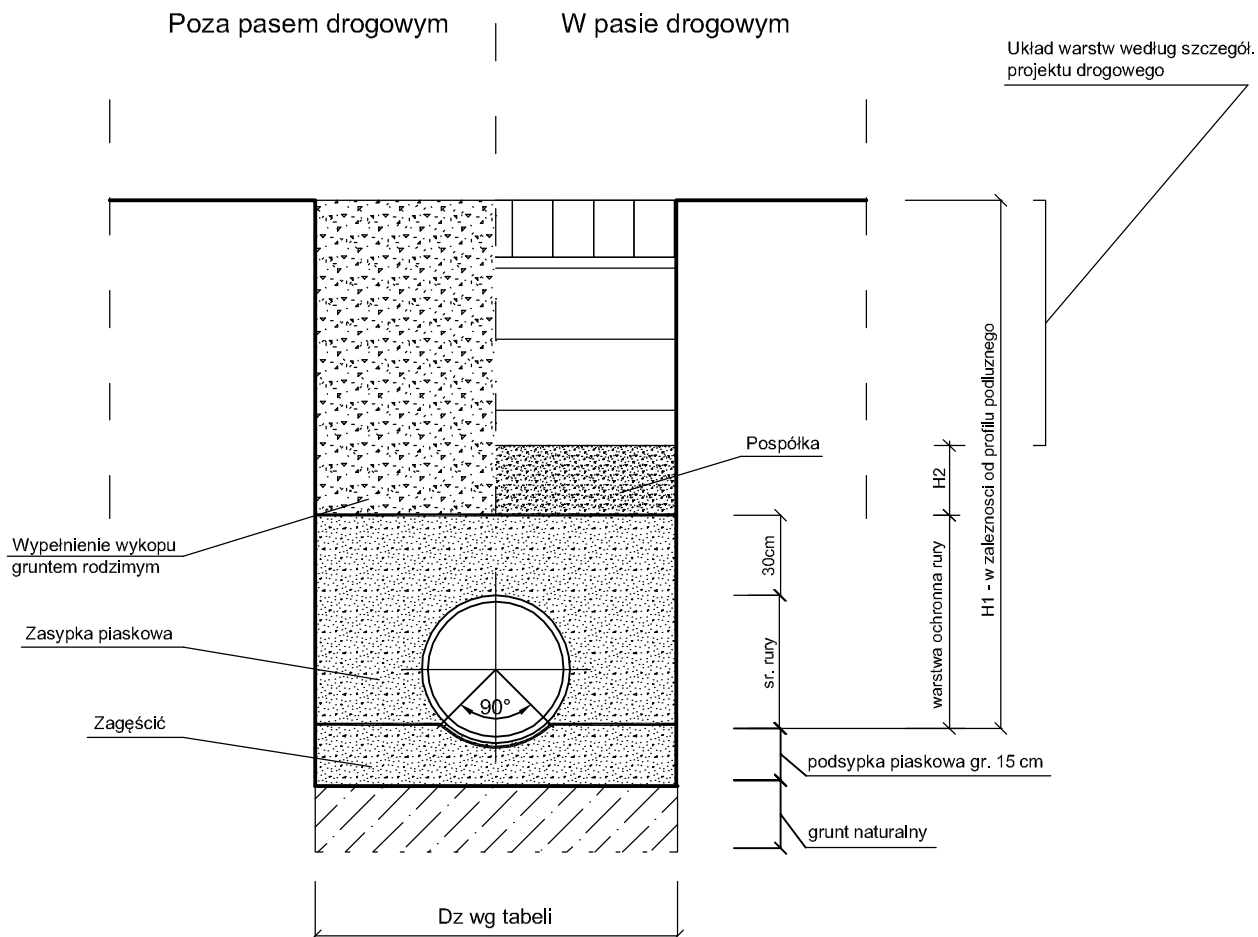 Poza pasem drogowym
W pasie drogowym
Układ warstw według szczegół.
projektu drogowego
Pospółka
Wypełnienie wykopu
gruntem rodzimym
Zasypka piaskowa
Zagęścić
90°
30cm
sr. rury
H2
warstwa ochronna rury
H1 - w zaleznosci od profilu podluznego
podsypka piaskowa gr. 15 cm
grunt naturalny
Dz wg tabeli